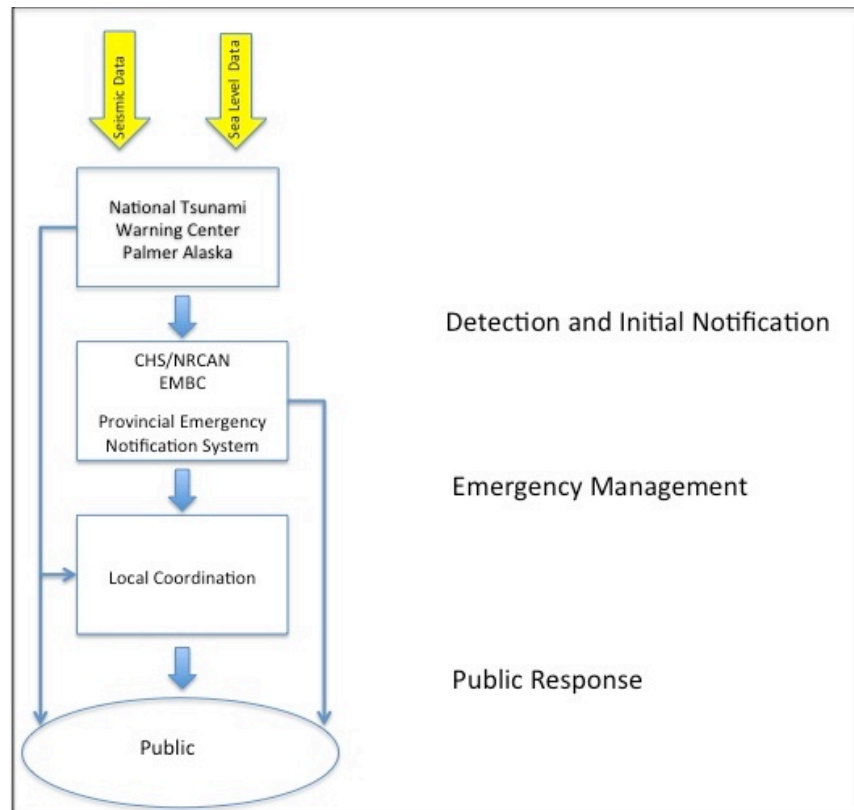 Seismic Data
Sea Level Data
National Tsunami
Warning Center
Palmer Alaska
Detection and Initial Notification
CHS/NRCAN
EMBC
Provincial Emergency
Notification System
Emergency Management
Local Coordination
Public Response
Public